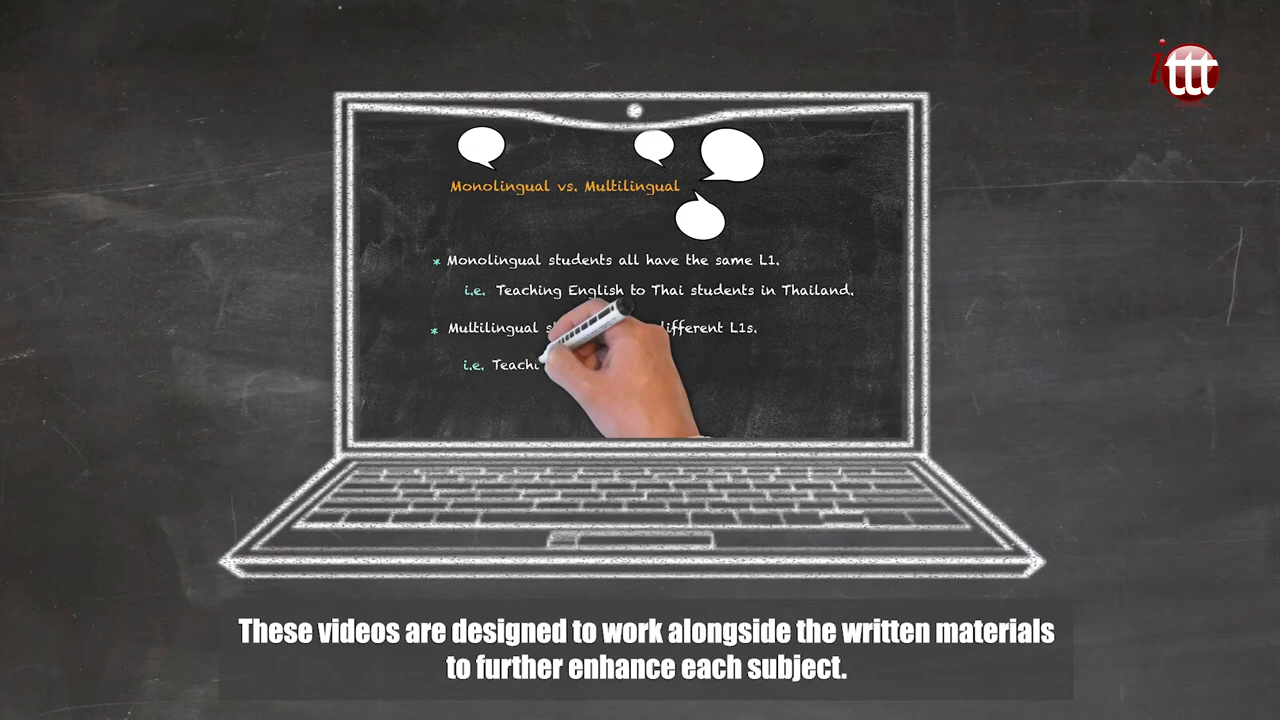 ittt
Monolingual vs. Multilingual
* Monolingual students all have the same L1.
i.e. Teaching English to Thai students in Thailand.
* Multilingual different L1s.
i.e. Teachi
These videos are designed to work alongside the written materials
to further enhance each subject.